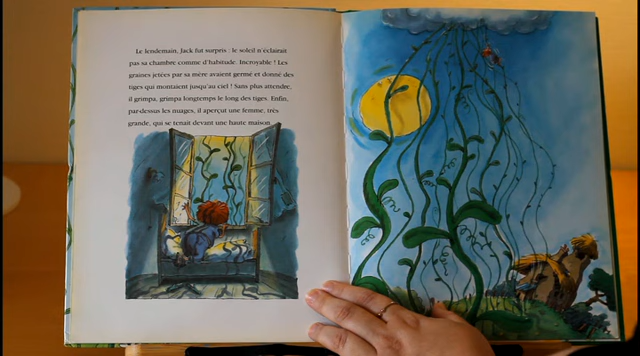 Le lendemain, Jack fut surpris : le soleil n'éclairait
pas sa chambre comme d'habitude. Incroyable ! Les
graines jetées par sa mère avaient germé et donné des
tiges qui montaient jusqu'au ciel ! Sans plus attendre,
il grimpa, grimpa longtemps le long des tiges. Enfin,
par-dessus les nuages, il aperçut une femme, très
grande, qui se tenait devant une haute maison.